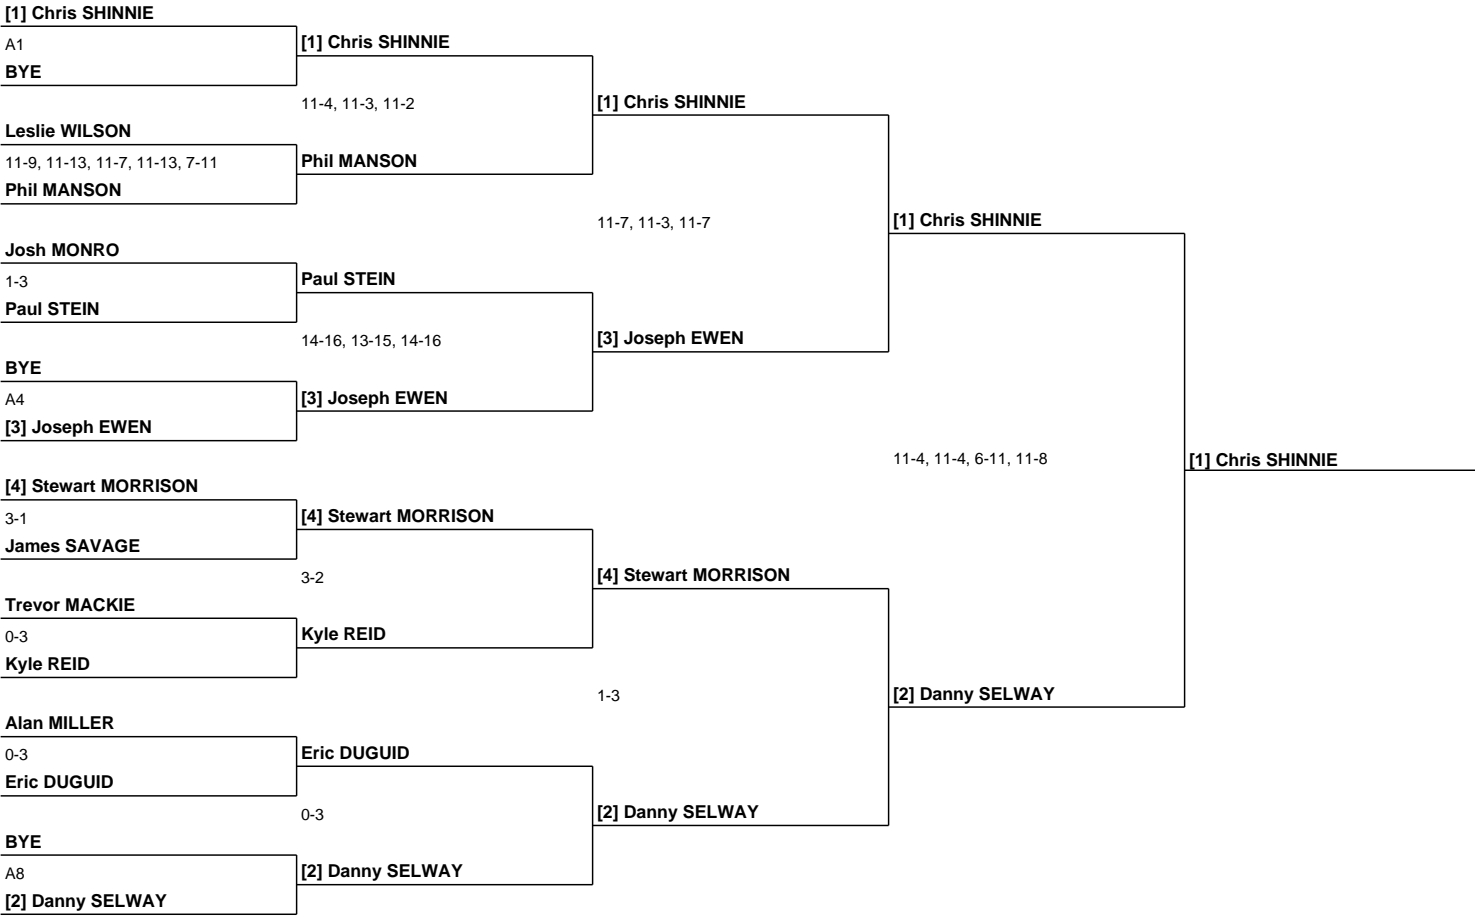 [1] Chris SHINNIE
A1
BYE
Leslie WILSON
11-9, 11-13, 11-7, 11-13, 7-11
Phil MANSON
Josh MONRO
1-3
Paul STEIN
BYE
A4
[3] Joseph EWEN
[4] Stewart MORRISON
3-1
James SAVAGE
Trevor MACKIE
0-3
Kyle REID
Alan MILLER
0-3
Eric DUGUID
BYE
A8
[2] Danny SELWAY
[1] Chris SHINNIE
11-4, 11-3, 11-2
Phil MANSON
Paul STEIN
14-16, 13-15, 14-16
[3] Joseph EWEN
[4] Stewart MORRISON
3-2
Kyle REID
Eric DUGUID
0-3
[2] Danny SELWAY
[1] Chris SHINNIE
11-7, 11-3, 11-7
[3] Joseph EWEN
[4] Stewart MORRISON
1-3
[2] Danny SELWAY
[1] Chris SHINNIE
11-4, 11-4, 6-11, 11-8
[2] Danny SELWAY
[1] Chris SHINNIE